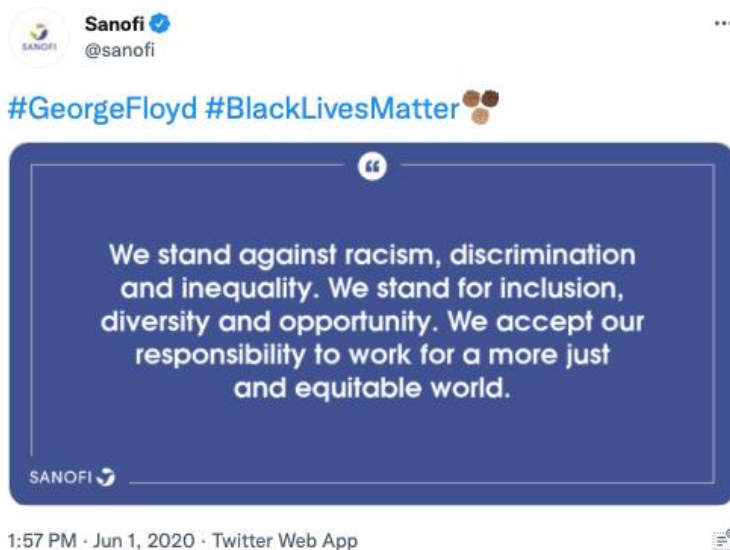 Sanofi
@sanofi
#GeorgeFloyd #BlackLivesMatter
SANOFI
We stand against racism, discrimination
and inequality. We stand for inclusion,
diversity and opportunity. We accept our
responsibility to work for a more just
and equitable world.
SANOFI
1:57 PM · Jun 1, 2020 · Twitter Web App